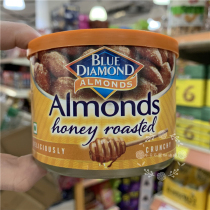 BLUE
DIAMOND
ALMONDS
Almonds
honey roasted
CRUNCHY